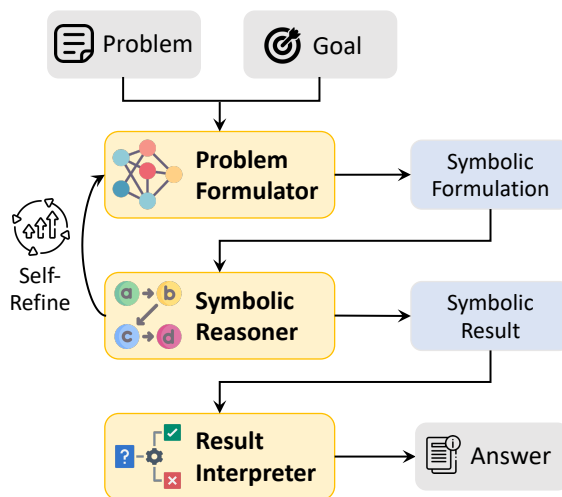 Problem
Goal
Problem
Formulator
Symbolic
Formulation
Self-
Refine
a
b
c
d
Symbolic
Reasoner
Symbolic
Result
?
Result
Interpreter
i
Answer